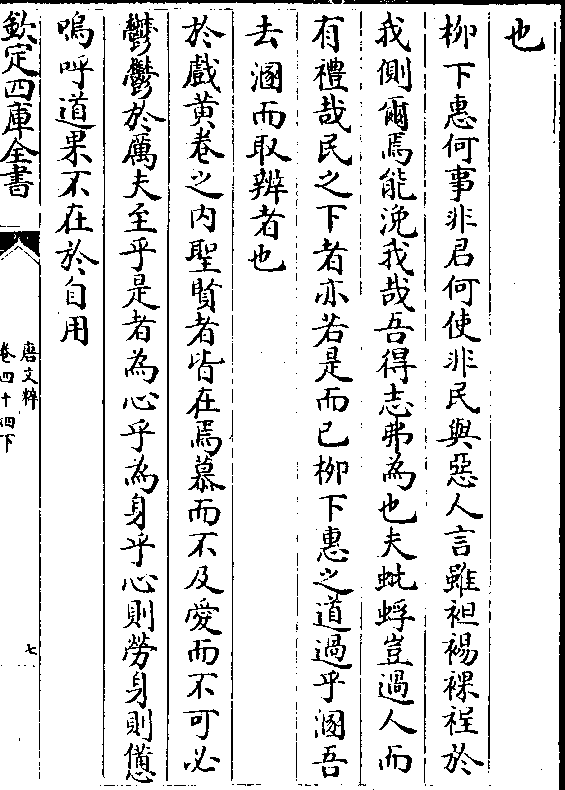 也
柳下惠何事非君何使非民與惡人言雖袒裼裸裎於
我側爾焉能浼我哉吾得志弗為也夫蚍蜉豈過人而
有禮哉民之下者亦若是而已柳下惠之道過乎溷吾
去溷而取辨者也
於戲黃卷之内聖賢者皆在焉慕而不及愛而不可必
鬱鬱於厲夫至乎是者為心乎為身乎心則勞身則憊
嗚呼道果不在於自用
欽定四庫全書
唐文粹
卷四十四下
七